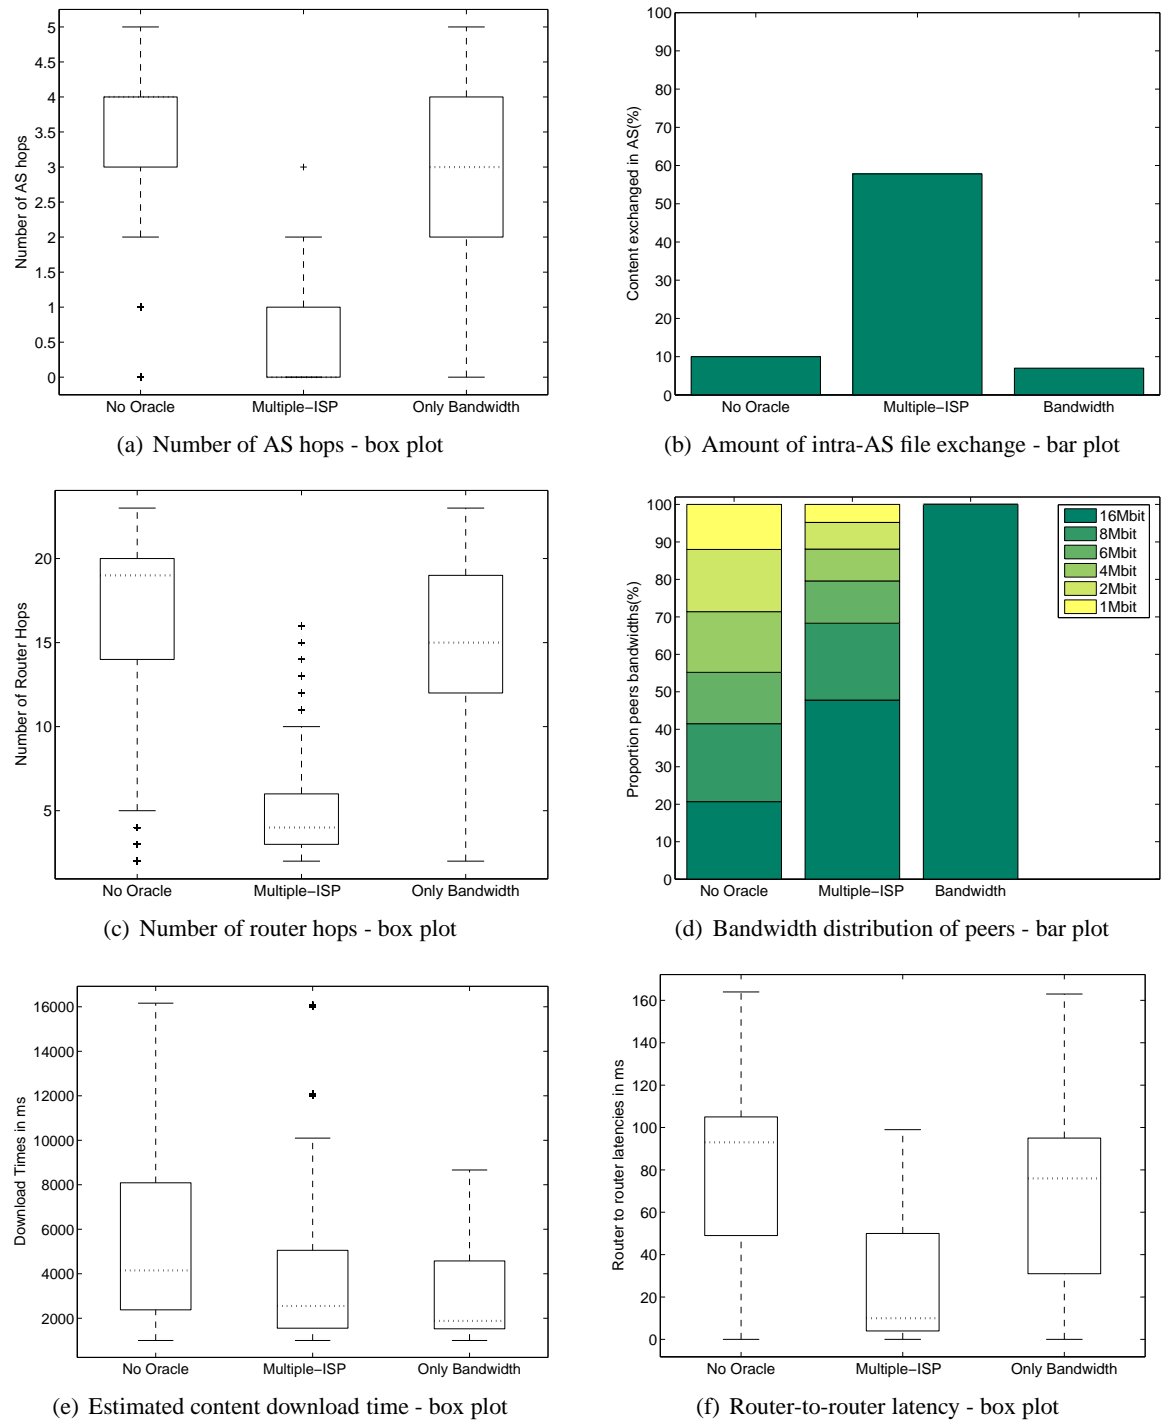 5
4.5
4
3.5
3
2.5
2
1.5
1
0.5
0
Number of AS hops
No Oracle Multiple−ISP Only Bandwidth
(a) Number of AS hops - box plot
100
90
80
70
60
50
40
30
20
10
0
Content exchanged in AS(%)
No Oracle Multiple−ISP Bandwidth
(b) Amount of intra-AS file exchange - bar plot
20
15
10
5
Number of Router Hops
No Oracle Multiple−ISP Only Bandwidth
(c) Number of router hops - box plot
100
90
80
70
60
50
40
30
20
10
0
Proportion peers bandwidths(%)
16Mbit
8Mbit
6Mbit
4Mbit
2Mbit
1Mbit
No Oracle Multiple−ISP Bandwidth
(d) Bandwidth distribution of peers - bar plot
16000
14000
12000
10000
8000
6000
4000
2000
Download Times in ms
No Oracle Multiple−ISP Only Bandwidth
(e) Estimated content download time - box plot
160
140
120
100
80
60
40
20
0
Router to router latencies in ms
No Oracle Multiple−ISP Only Bandwidth
(f) Router-to-router latency - box plot